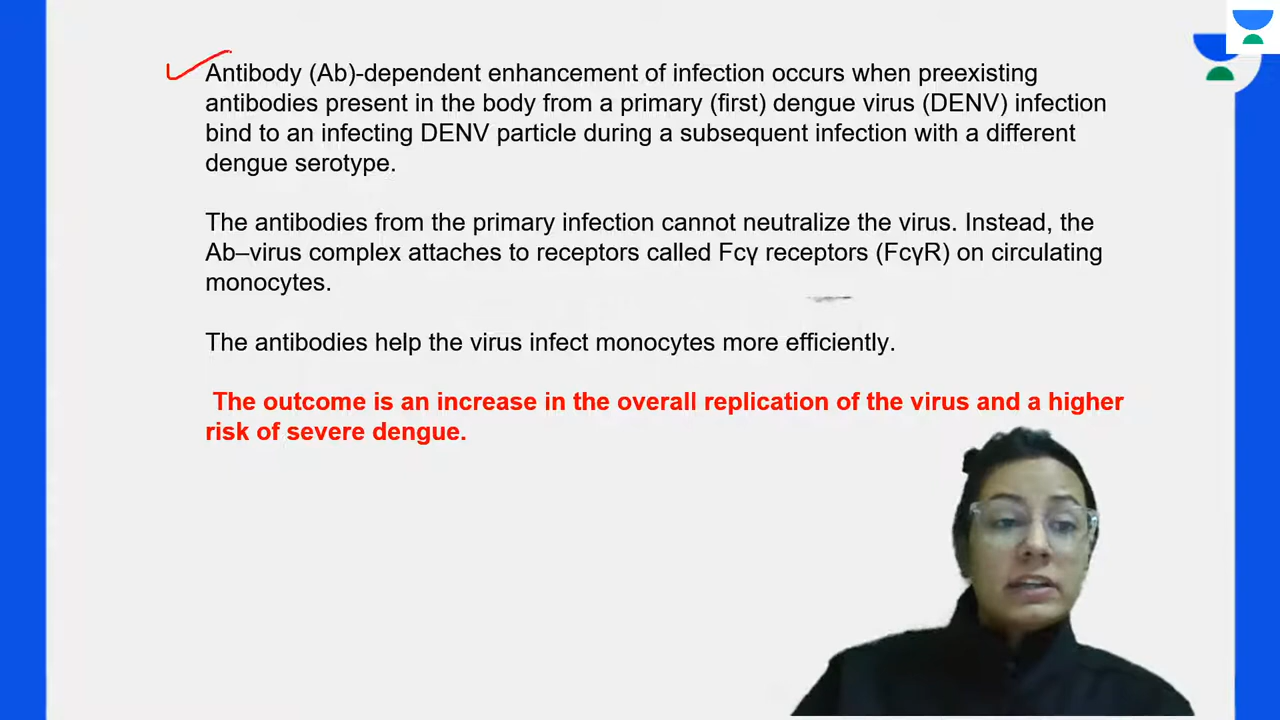 Antibody (Ab)-dependent enhancement of infection occurs when preexisting
antibodies present in the body from a primary (first) dengue virus (DENV) infection
bind to an infecting DENV particle during a subsequent infection with a different
dengue serotype.
The antibodies from the primary infection cannot neutralize the virus. Instead, the
Ab–virus complex attaches to receptors called Fcγ receptors (FcγR) on circulating
monocytes.
The antibodies help the virus infect monocytes more efficiently.
The outcome is an increase in the overall replication of the virus and a higher
risk of severe dengue.